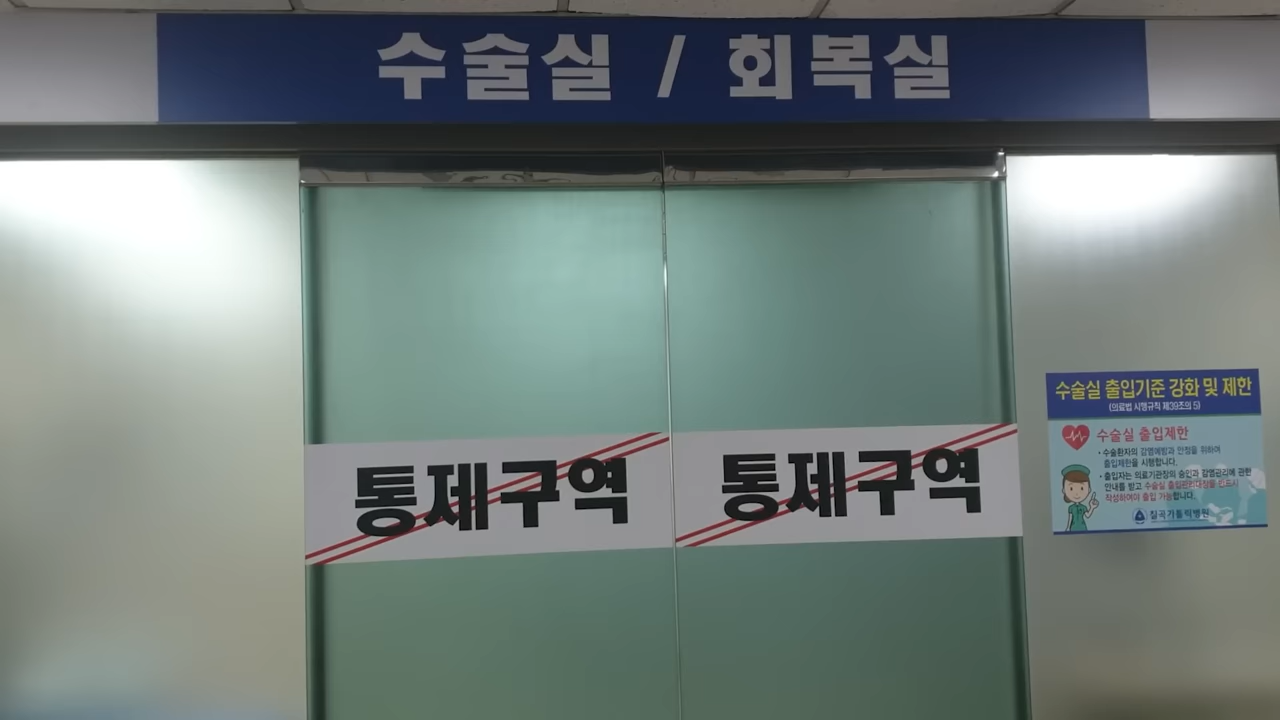 수술실 / 회복실
통제구역
통제구역
수술실 출입기준 강화 및 제한
(의료법 시행규칙 제39조의 5)
수술실 출입제한
· 수술환자의 감염예방과 안정을 위하여
출입제한을 시행합니다.
· 출입자는 의료기관장의 승인과 감염관리에 관한
안내를 받고 수술실 출입관리대장을 반드시
작성하여야 출입 가능합니다.
칠곡가톨릭병원